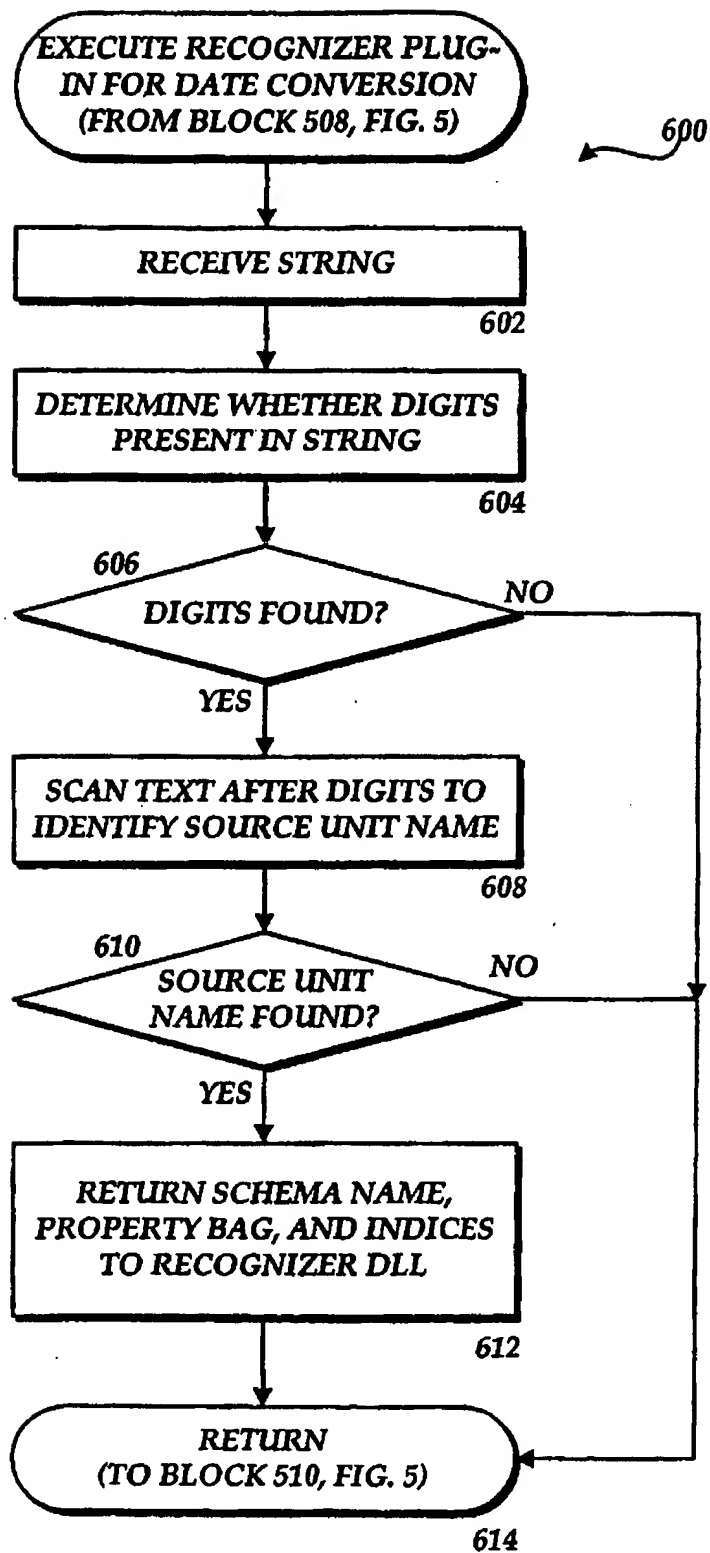 EXECUTE RECOGNIZER PLUG-
IN FOR DATE CONVERSION
(FROM BLOCK 508, FIG. 5)
600
RECEIVE STRING
602
DETERMINE WHETHER DIGITS
PRESENT IN STRING
604
606
DIGITS FOUND?
NO
YES
SCAN TEXT AFTER DIGITS TO
IDENTIFY SOURCE UNIT NAME
608
610
SOURCE UNIT
NAME FOUND?
NO
YES
RETURN SCHEMA NAME,
PROPERTY BAG, AND INDICES
TO RECOGNIZER DLL
612
RETURN
(TO BLOCK 510, FIG. 5)
614